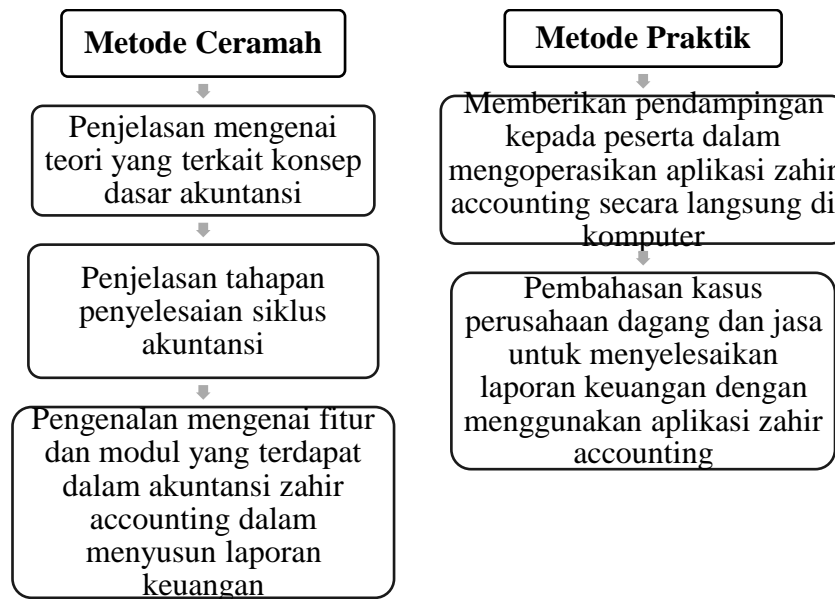 Metode Ceramah
Penjelasan mengenai
teori yang terkait konsep
dasar akuntansi
Penjelasan tahapan
penyelesaian siklus
akuntansi
Pengenalan mengenai fitur
dan modul yang terdapat
dalam akuntansi zahir
accounting dalam
menyusun laporan
keuangan
Metode Praktik
Memberikan pendampingan
kepada peserta dalam
mengoperasikan aplikasi zahir
accounting secara langsung di
komputer
Pembahasan kasus
perusahaan dagang dan jasa
untuk menyelesaikan
laporan keuangan dengan
menggunakan aplikasi zahir
accounting